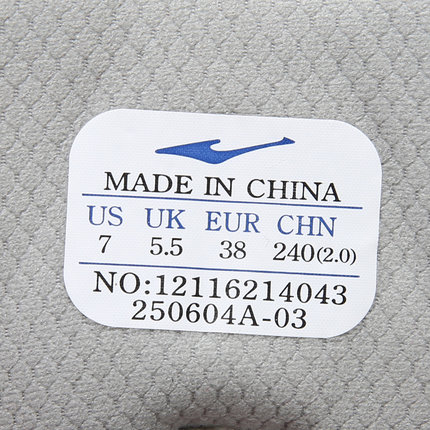 MADE IN CHINA
US UK EUR CHN
7 5.5 38 240(2.0)
NO:12116214043
250604A-03